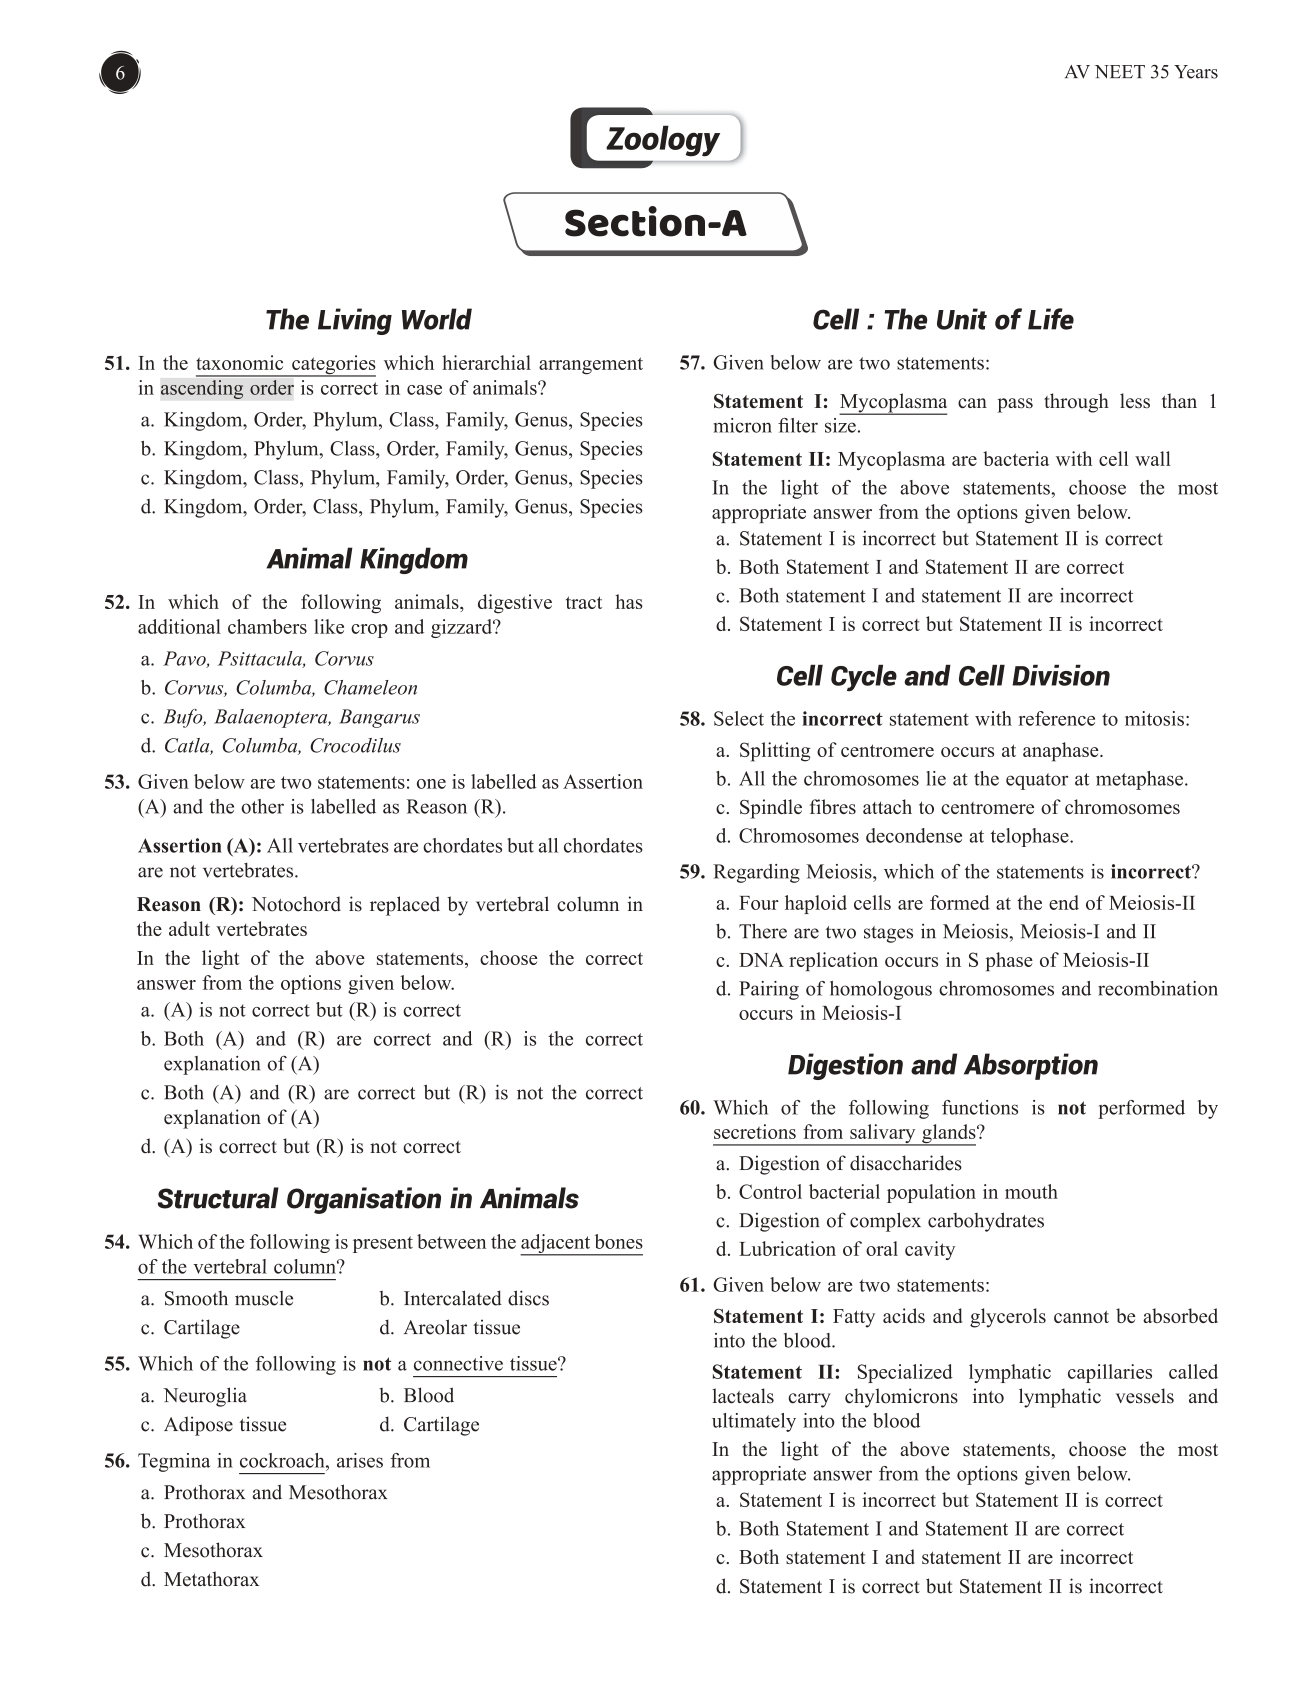 6
AV NEET 35 Years
Zoology
Section-A
The Living World
51. In the taxonomic categories which hierarchial arrangement
in ascending order is correct in case of animals?
a. Kingdom, Order, Phylum, Class, Family, Genus, Species
b. Kingdom, Phylum, Class, Order, Family, Genus, Species
c. Kingdom, Class, Phylum, Family, Order, Genus, Species
d. Kingdom, Order, Class, Phylum, Family, Genus, Species
Animal Kingdom
52. In which of the following animals, digestive tract has
additional chambers like crop and gizzard?
a. Pavo, Psittacula, Corvus
b. Corvus, Columba, Chameleon
c. Bufo, Balaenoptera, Bangarus
d. Catla, Columba, Crocodilus
53. Given below are two statements: one is labelled as Assertion
(A) and the other is labelled as Reason (R).
Assertion (A): All vertebrates are chordates but all chordates
are not vertebrates.
Reason (R): Notochord is replaced by vertebral column in
the adult vertebrates
In the light of the above statements, choose the correct
answer from the options given below.
a. (A) is not correct but (R) is correct
b. Both (A) and (R) are correct and (R) is the correct
explanation of (A)
c. Both (A) and (R) are correct but (R) is not the correct
explanation of (A)
d. (A) is correct but (R) is not correct
Structural Organisation in Animals
54. Which of the following is present between the adjacent bones
of the vertebral column?
a. Smooth muscle b. Intercalated discs
c. Cartilage d. Areolar tissue
55. Which of the following is not a connective tissue?
a. Neuroglia b. Blood
c. Adipose tissue d. Cartilage
56. Tegmina in cockroach, arises from
a. Prothorax and Mesothorax
b. Prothorax
c. Mesothorax
d. Metathorax
Cell : The Unit of Life
57. Given below are two statements:
Statement I: Mycoplasma can pass through less than 1
micron filter size.
Statement II: Mycoplasma are bacteria with cell wall
In the light of the above statements, choose the most
appropriate answer from the options given below.
a. Statement I is incorrect but Statement II is correct
b. Both Statement I and Statement II are correct
c. Both statement I and statement II are incorrect
d. Statement I is correct but Statement II is incorrect
Cell Cycle and Cell Division
58. Select the incorrect statement with reference to mitosis:
a. Splitting of centromere occurs at anaphase.
b. All the chromosomes lie at the equator at metaphase.
c. Spindle fibres attach to centromere of chromosomes
d. Chromosomes decondense at telophase.
59. Regarding Meiosis, which of the statements is incorrect?
a. Four haploid cells are formed at the end of Meiosis-II
b. There are two stages in Meiosis, Meiosis-I and II
c. DNA replication occurs in S phase of Meiosis-II
d. Pairing of homologous chromosomes and recombination
occurs in Meiosis-I
Digestion and Absorption
60. Which of the following functions is not performed by
secretions from salivary glands?
a. Digestion of disaccharides
b. Control bacterial population in mouth
c. Digestion of complex carbohydrates
d. Lubrication of oral cavity
61. Given below are two statements:
Statement I: Fatty acids and glycerols cannot be absorbed
into the blood.
Statement II: Specialized lymphatic capillaries called
lacteals carry chylomicrons into lymphatic vessels and
ultimately into the blood
In the light of the above statements, choose the most
appropriate answer from the options given below.
a. Statement I is incorrect but Statement II is correct
b. Both Statement I and Statement II are correct
c. Both statement I and statement II are incorrect
d. Statement I is correct but Statement II is incorrect